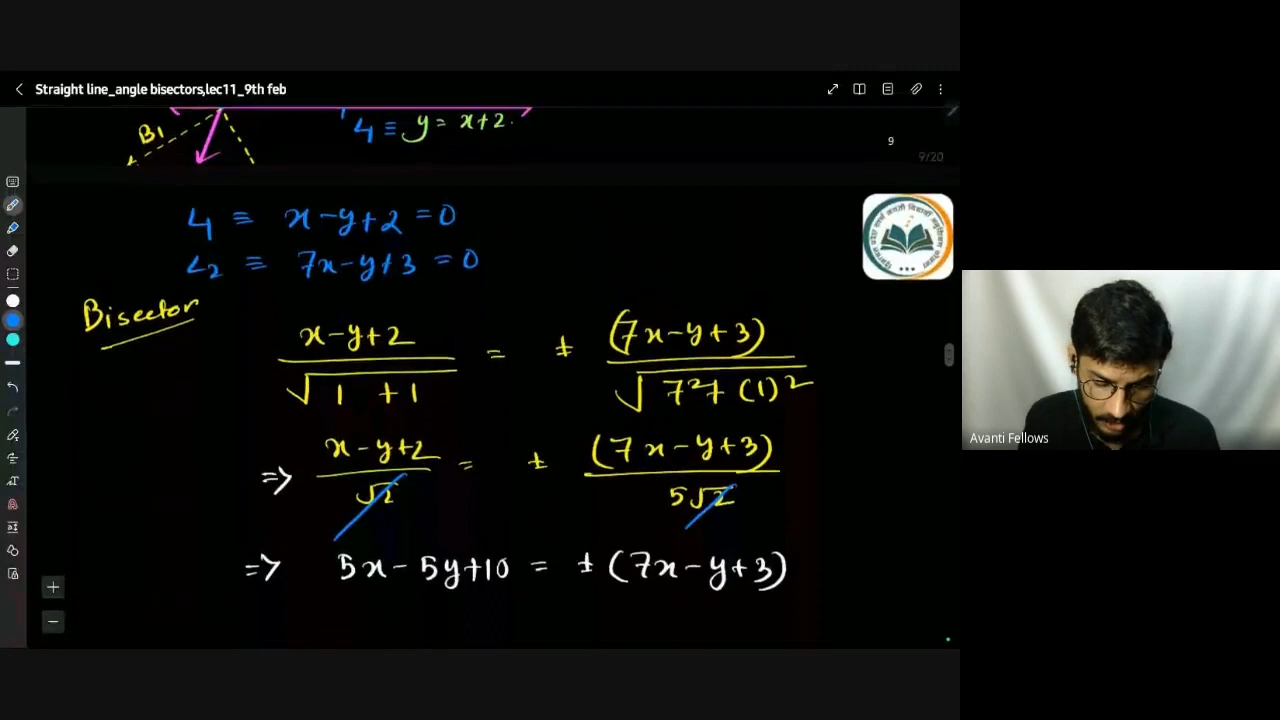 Straight line_angle bisectors,lec11_9th feb
B1
L1 ≡ y = x+2.
9
9/20
L1 ≡ x-y+2 =0
L2 ≡ 7x-y+3 =0
Bisector
x-y+2 / √1 +1 = ± (7x-y+3) / √7²+(1)²
⇒ x-y+2 / √2 = ± (7x-y+3) / 5√2
⇒ 5x-5y+10 = ±(7x-y+3)
Avanti Fellows